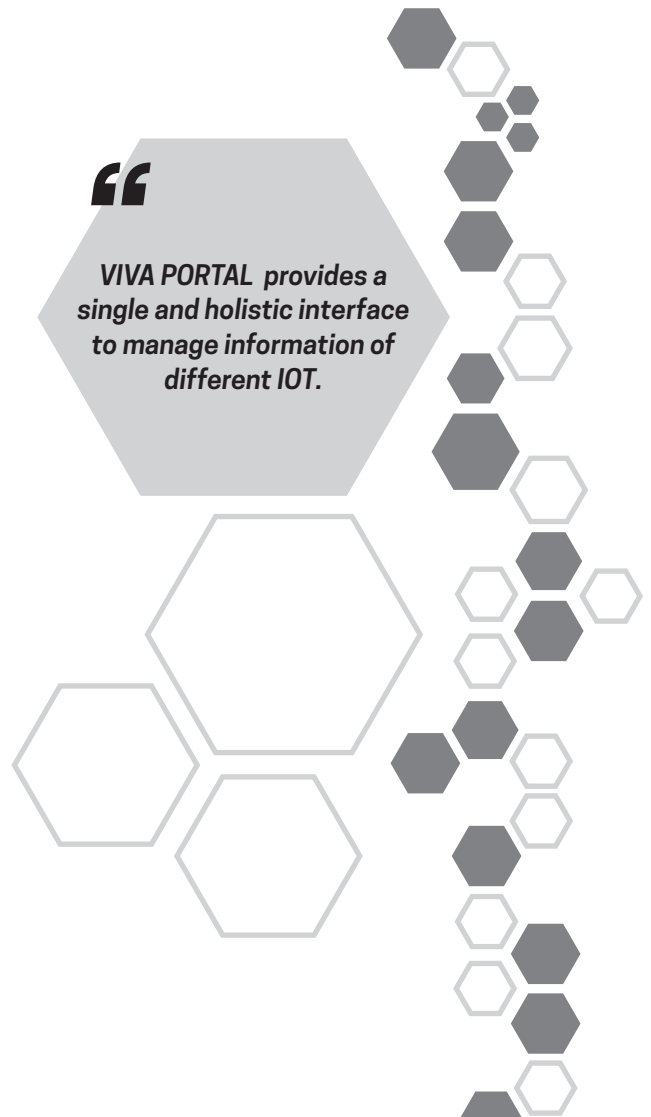 “
VIVA PORTAL provides a
single and holistic interface
to manage information of
different IOT.